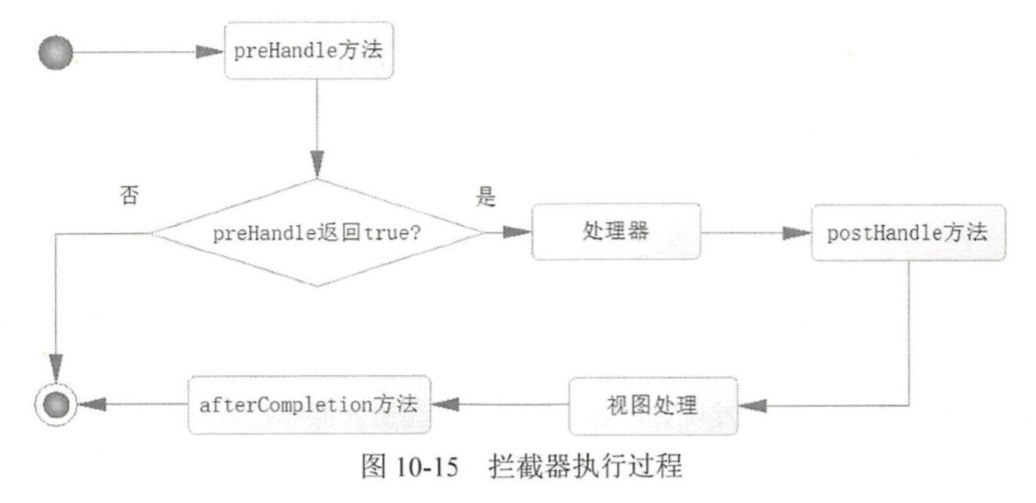 preHandle方法
否
是
preHandle返回true?
处理器
postHandle方法
afterCompletion方法
视图处理
图 10-15 拦截器执行过程